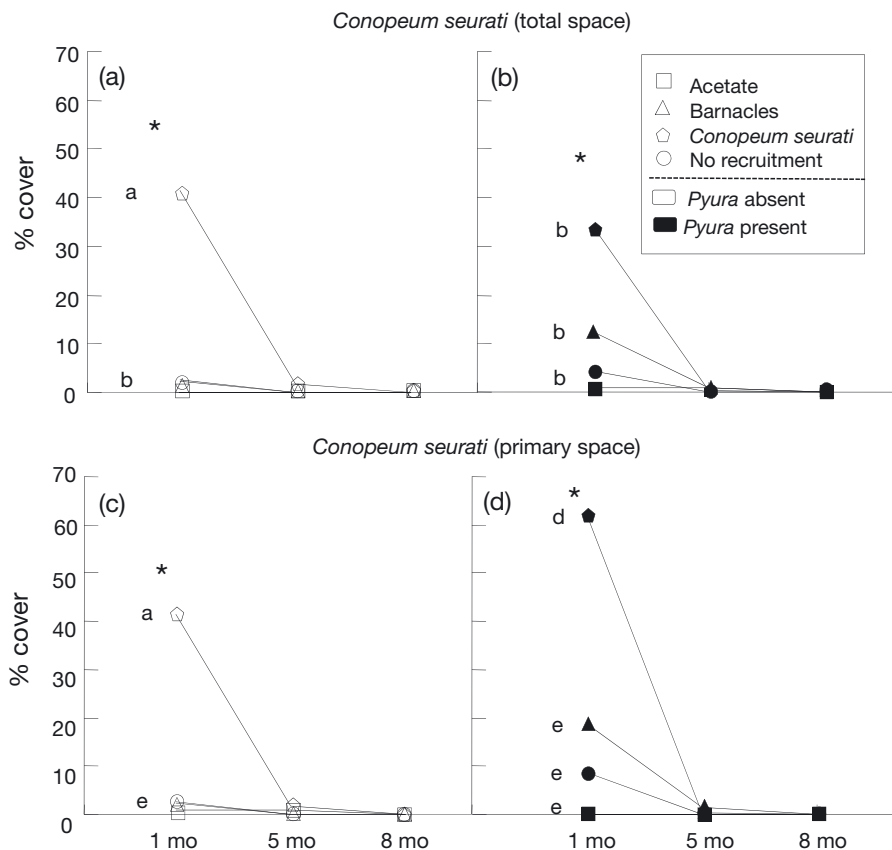 Conopeum seurati (total space)
70
60
50
40
30
20
10
0
% cover
(a)
*
a
b
(b)
*
b
b
b
Acetate
Barnacles
Conopeum seurati
No recruitment
Pyura absent
Pyura present
Conopeum seurati (primary space)
70
60
50
40
30
20
10
0
% cover
(c)
*
a
e
(d)
*
d
e
e
e
1 mo 5 mo 8 mo
1 mo 5 mo 8 mo